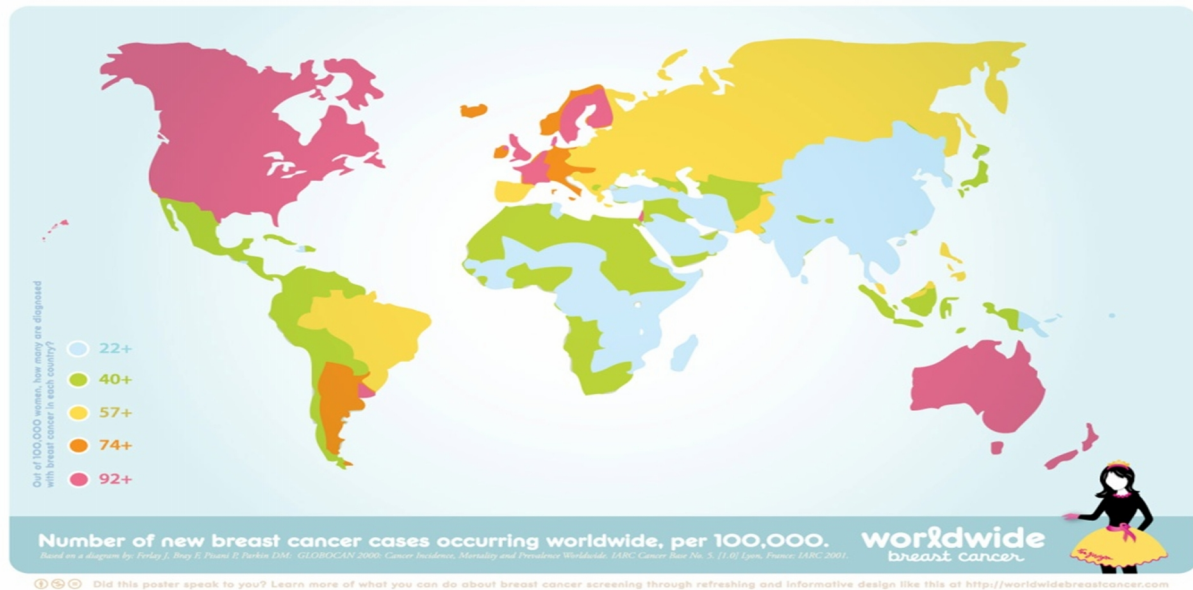 Out of 100,000 women, how many are diagnosed
with breast cancer in each country?
22+
40+
57+
74+
92+
Number of new breast cancer cases occurring worldwide, per 100,000.
Based on a diagram by: Ferlay J, Bray F, Pisani P, Parkin DM; GLOBOCAN 2000: Cancer Incidence, Mortality and Prevalence Worldwide. IARC Cancer Base No. 5. [1.0] Lyon, France: IARC 2001.
worldwide
breast cancer
Did this poster speak to you? Learn more of what you can do about breast cancer screening through refreshing and informative design like this at http://worldwidebreastcancer.com